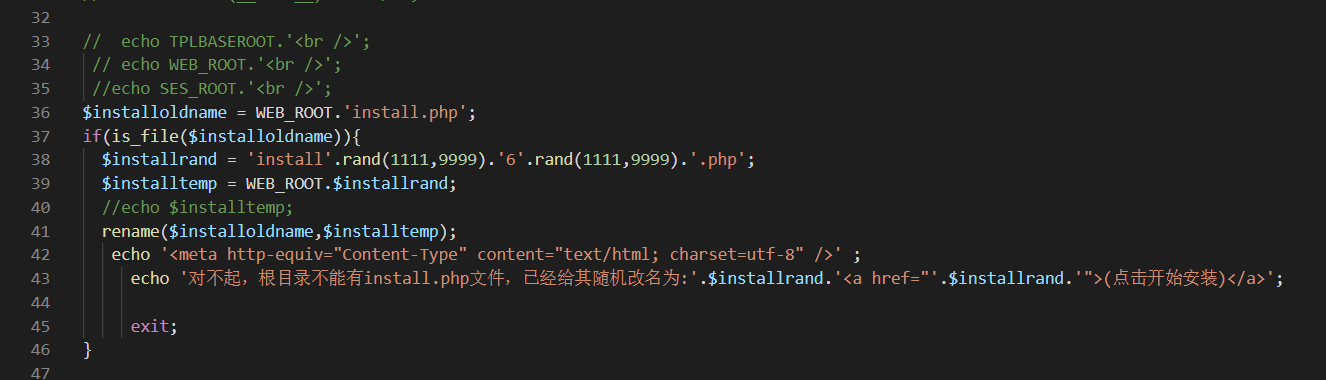 32
33 //  echo TPLBASEROOT.'<br />';
34 // echo WEB_ROOT.'<br />';
35 //echo SES_ROOT.'<br />';
36 $installoldname = WEB_ROOT.'install.php';
37 if(is_file($installoldname)){
38 $installrand = 'install'.rand(1111,9999).'6'.rand(1111,9999).'.php';
39 $installtemp = WEB_ROOT.$installrand;
40 //echo $installtemp;
41 rename($installoldname,$installtemp);
42 echo '<meta http-equiv="Content-Type" content="text/html; charset=utf-8" />' ;
43 echo '对不起，根目录不能有install.php文件，已经给其随机改名为:'.$installrand.'<a href="'.$installrand.'">(点击开始安装)</a>';
44
45 exit;
46 }
47